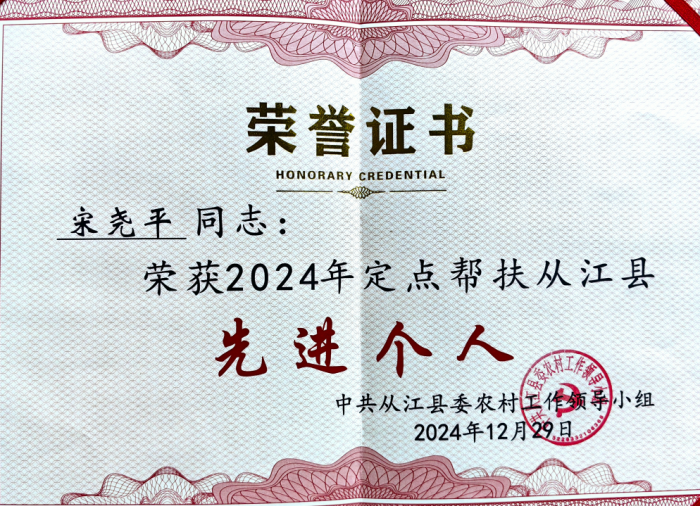 荣誉证书
HONORARY CREDENTIAL
宋尧平同志：
荣获2024年定点帮扶从江县
先进个人
中共从江县委农村工作领导小组
2024年12月29日